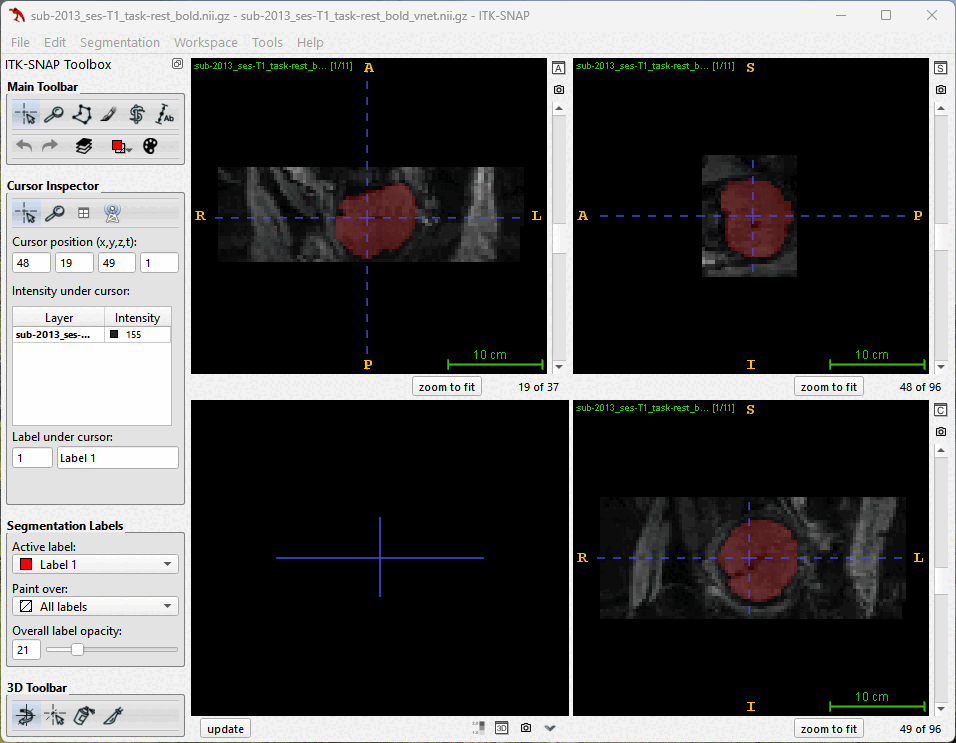 sub-2013_ses-T1_task-rest_bold.nii.gz - sub-2013_ses-T1_task-rest_bold_vnet.nii.gz - ITK-SNAP
File Edit Segmentation Workspace Tools Help
ITK-SNAP Toolbox
Main Toolbar
Ab
Cursor Inspector
Cursor position (x,y,z,t):
48 19 49 1
Intensity under cursor:
Layer Intensity
sub-2013_ses-... 155
Label under cursor:
1 Label 1
Segmentation Labels
Active label:
Label 1
Paint over:
All labels
Overall label opacity:
21
3D Toolbar
sub-2013_ses-T1_task-rest_b... [1/11] A
A
R L
P
10 cm
zoom to fit 19 of 37
sub-2013_ses-T1_task-rest_b... [1/11] S
S
A P
I
10 cm
zoom to fit 48 of 96
update 3D
sub-2013_ses-T1_task-rest_b... [1/11] S
C
R L
I
10 cm
zoom to fit 49 of 96